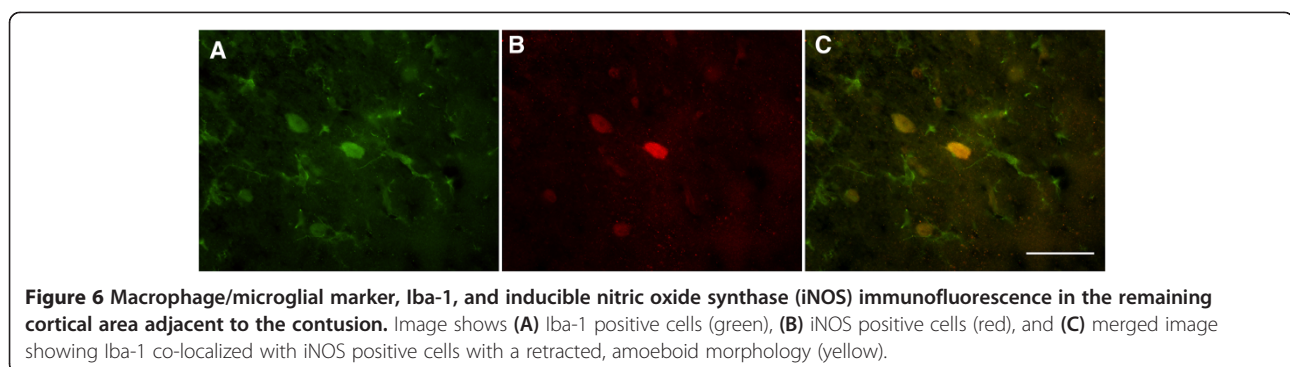 A B C
Figure 6 Macrophage/microglial marker, Iba-1, and inducible nitric oxide synthase (iNOS) immunofluorescence in the remaining
cortical area adjacent to the contusion. Image shows (A) Iba-1 positive cells (green), (B) iNOS positive cells (red), and (C) merged image
showing Iba-1 co-localized with iNOS positive cells with a retracted, amoeboid morphology (yellow).